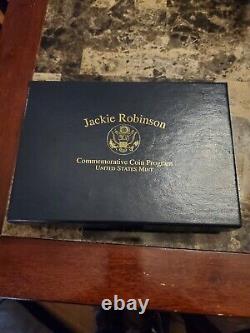 Jackie Robinson
Commemorative Coin Program
UNITED STATES MINT